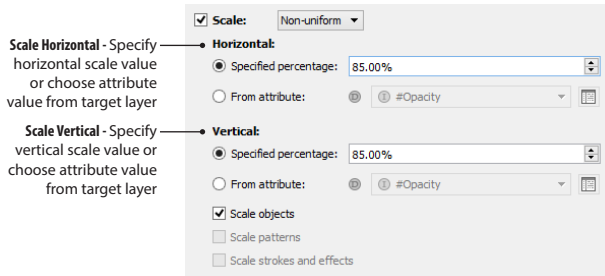 Scale: Non-uniform
Scale Horizontal - Specify
horizontal scale value
or choose attribute
value from target layer
Horizontal:
Specified percentage: 85.00%
From attribute: #Opacity
Scale Vertical - Specify
vertical scale value or
choose attribute value
from target layer
Vertical:
Specified percentage: 85.00%
From attribute: #Opacity
Scale objects
Scale patterns
Scale strokes and effects